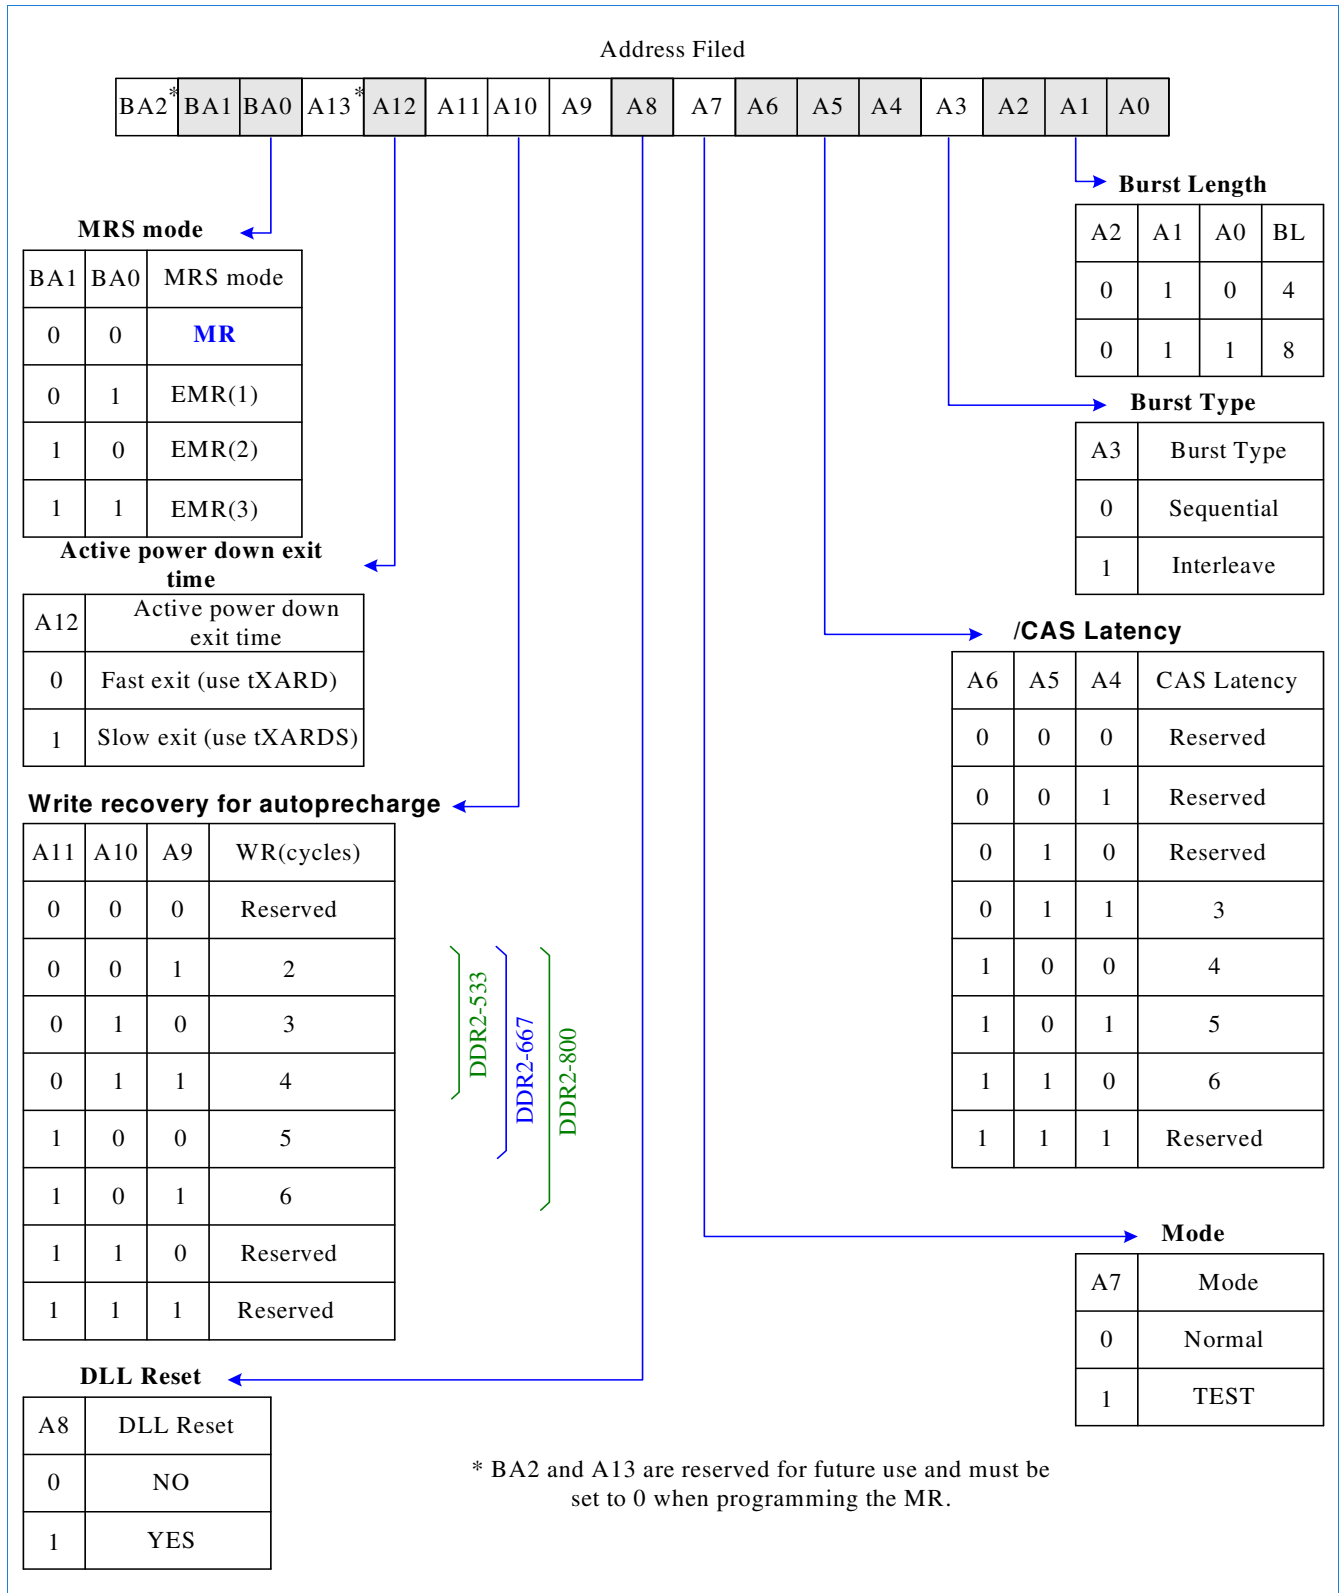 Address Filed
BA2* BA1 BA0 A13* A12 A11 A10 A9 A8 A7 A6 A5 A4 A3 A2 A1 A0
MRS mode
BA1 BA0 MRS mode
0 0 MR
0 1 EMR(1)
1 0 EMR(2)
1 1 EMR(3)
Active power down exit
time
A12 Active power down
exit time
0 Fast exit (use tXARD)
1 Slow exit (use tXARDS)
Write recovery for autoprecharge
A11 A10 A9 WR(cycles)
0 0 0 Reserved
0 0 1 2
0 1 0 3
0 1 1 4
1 0 0 5
1 0 1 6
1 1 0 Reserved
1 1 1 Reserved
DDR2-533
DDR2-667
DDR2-800
DLL Reset
A8 DLL Reset
0 NO
1 YES
Burst Length
A2 A1 A0 BL
0 1 0 4
0 1 1 8
Burst Type
A3 Burst Type
0 Sequential
1 Interleave
/CAS Latency
A6 A5 A4 CAS Latency
0 0 0 Reserved
0 0 1 Reserved
0 1 0 Reserved
0 1 1 3
1 0 0 4
1 0 1 5
1 1 0 6
1 1 1 Reserved
Mode
A7 Mode
0 Normal
1 TEST
* BA2 and A13 are reserved for future use and must be
set to 0 when programming the MR.